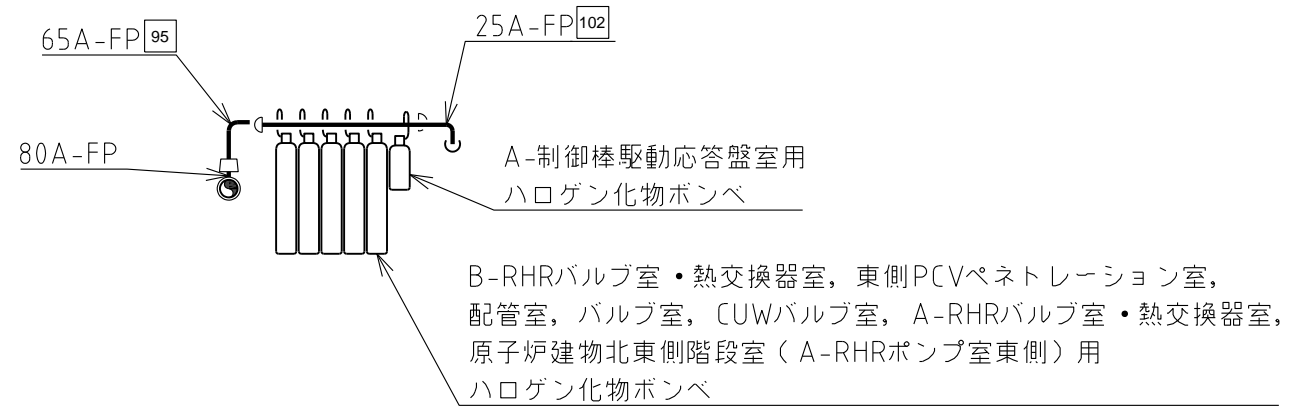 65A-FP 95
25A-FP 102
80A-FP
A-制御棒駆動応答盤室用
ハロゲン化物ボンベ
B-RHRバルブ室・熱交換器室, 東側PCVペネトレーション室,
配管室, バルブ室, CUWバルブ室, A-RHRバルブ室・熱交換器室,
原子炉建物北東側階段室（A-RHRポンプ室東側）用
ハロゲン化物ボンベ